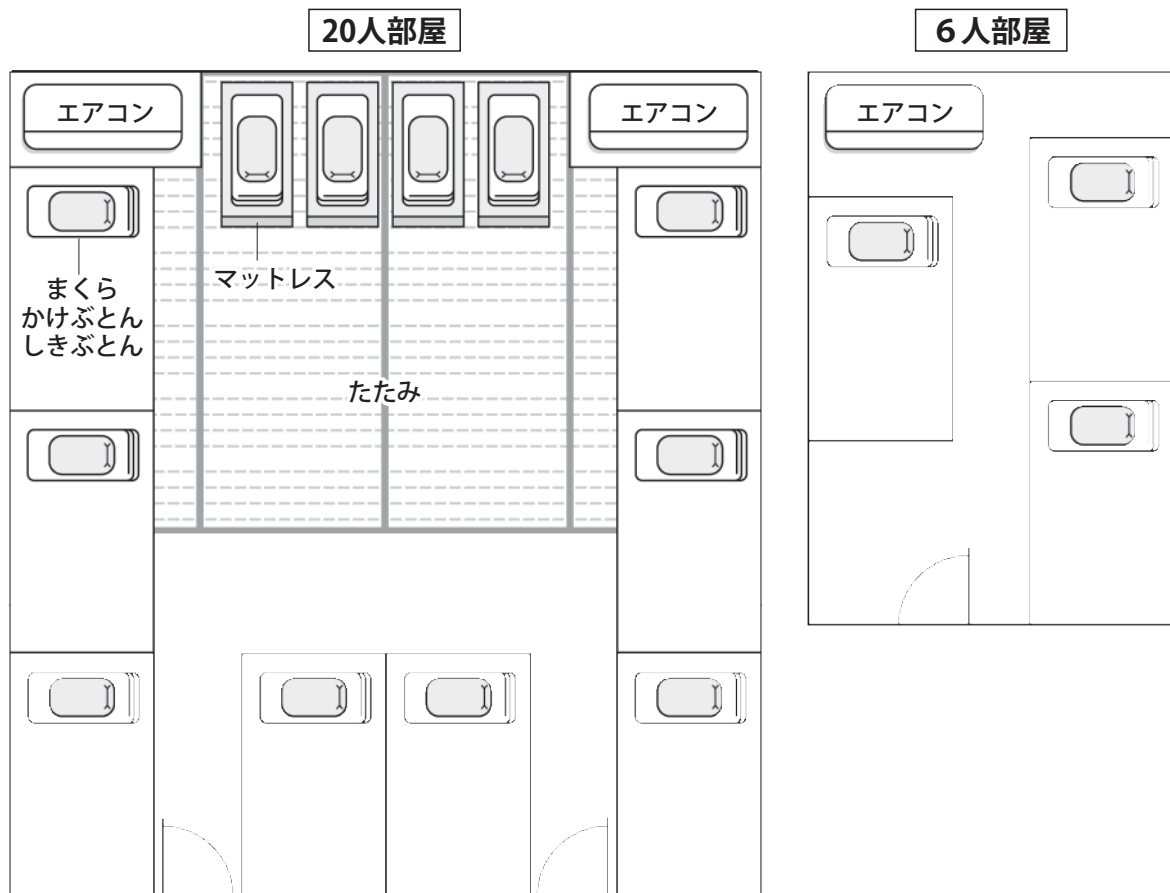 20人部屋
６人部屋
エアコン
エアコン
エアコン
マットレス
まくら
かけぶとん
しきぶとん
たたみ